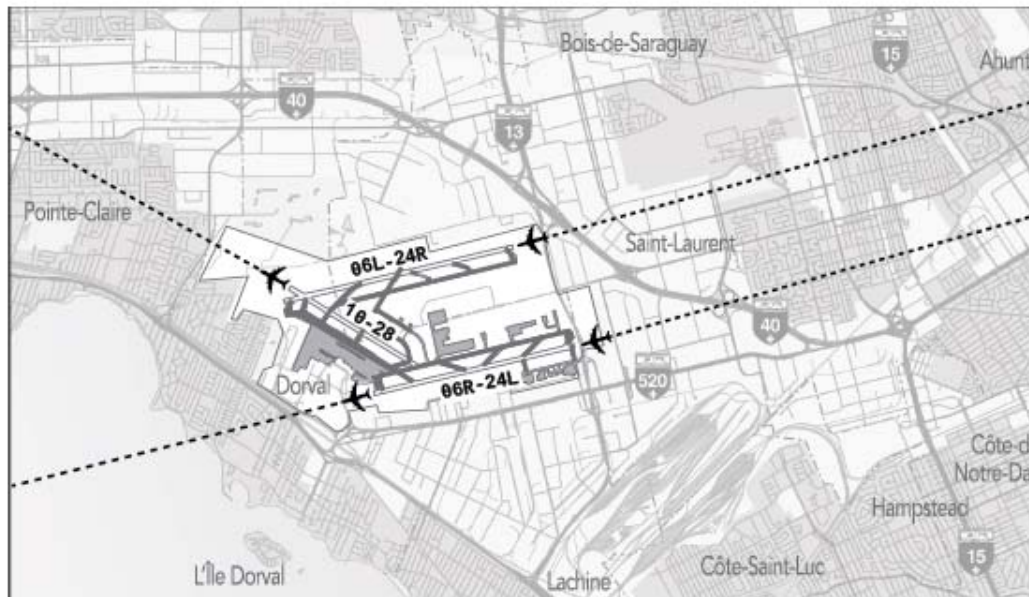 Bois-de-Saraguay
15
Ahunt
40
13
Pointe-Claire
Saint-Laurent
06L-24R
10-28
40
Dorval
06R-24L
520
Côte-d
Notre-Da
Hampstead
15
L'Île Dorval
Lachine
Côte-Saint-Luc